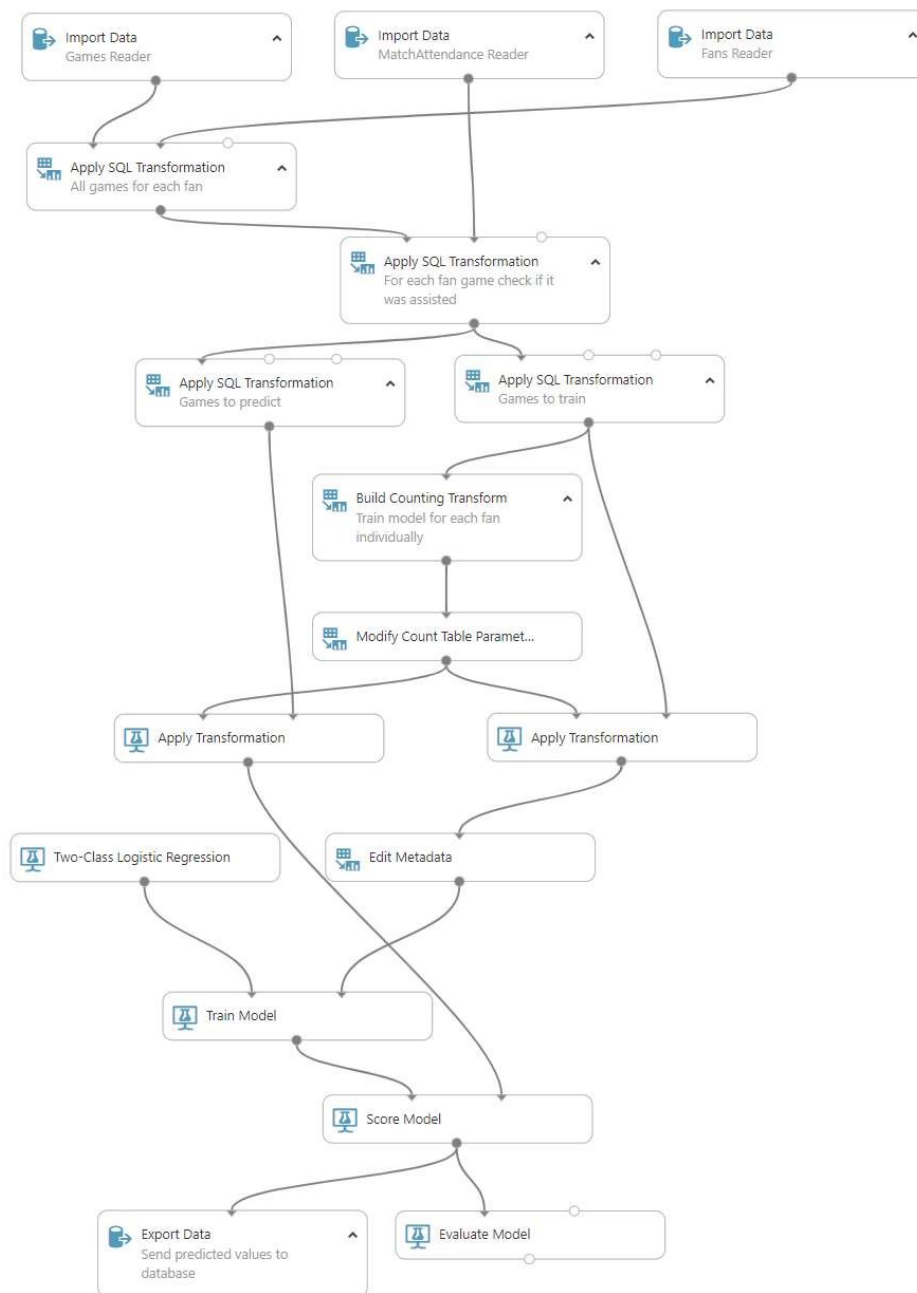 Import Data
Games Reader
Import Data
MatchAttendance Reader
Import Data
Fans Reader
Apply SQL Transformation
All games for each fan
Apply SQL Transformation
For each fan game check if it
was assisted
Apply SQL Transformation
Games to predict
Apply SQL Transformation
Games to train
Build Counting Transform
Train model for each fan
individually
Modify Count Table Paramet...
Apply Transformation
Apply Transformation
Two-Class Logistic Regression
Edit Metadata
Train Model
Score Model
Export Data
Send predicted values to
database
Evaluate Model